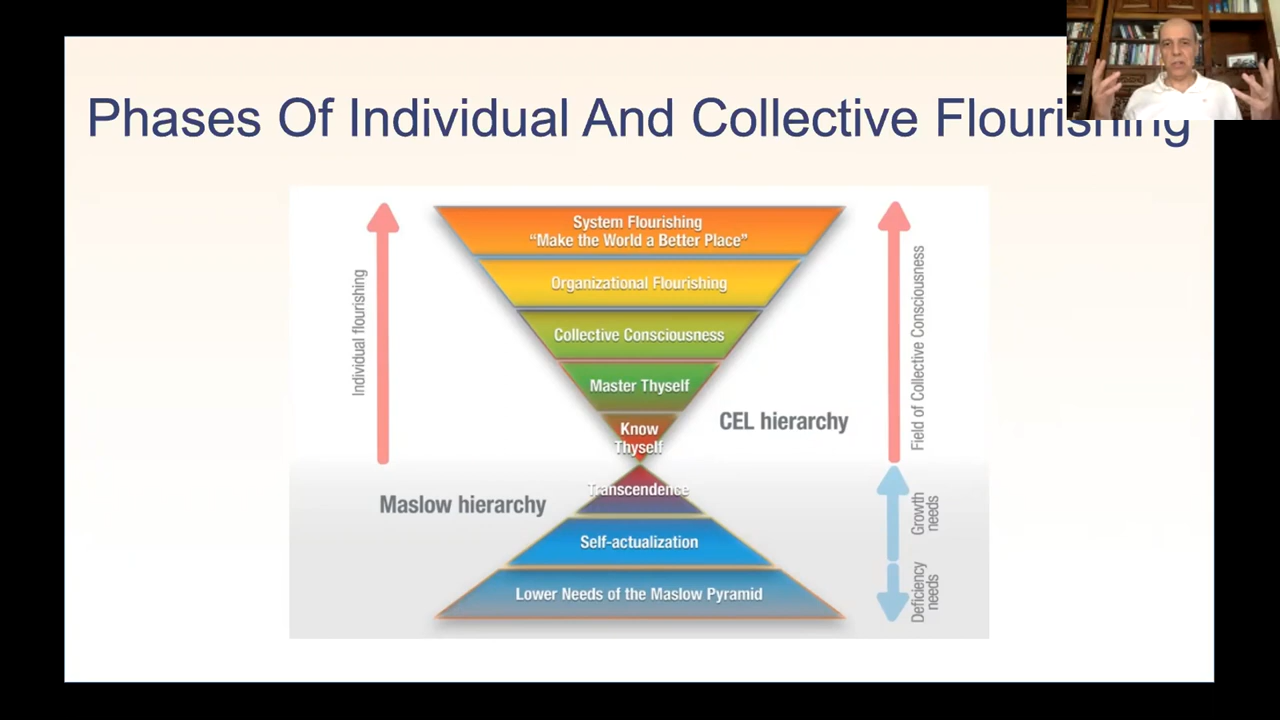 Phases Of Individual And Collective Flourishing
System Flourishing
“Make the World a Better Place”
Organizational Flourishing
Collective Consciousness
Master Thyself
Know
Thyself
Transcendence
Self-actualization
Lower Needs of the Maslow Pyramid
Individual flourishing
Maslow hierarchy
CEL hierarchy
Field of Collective Consciousness
Growth
needs
Deficiency
needs